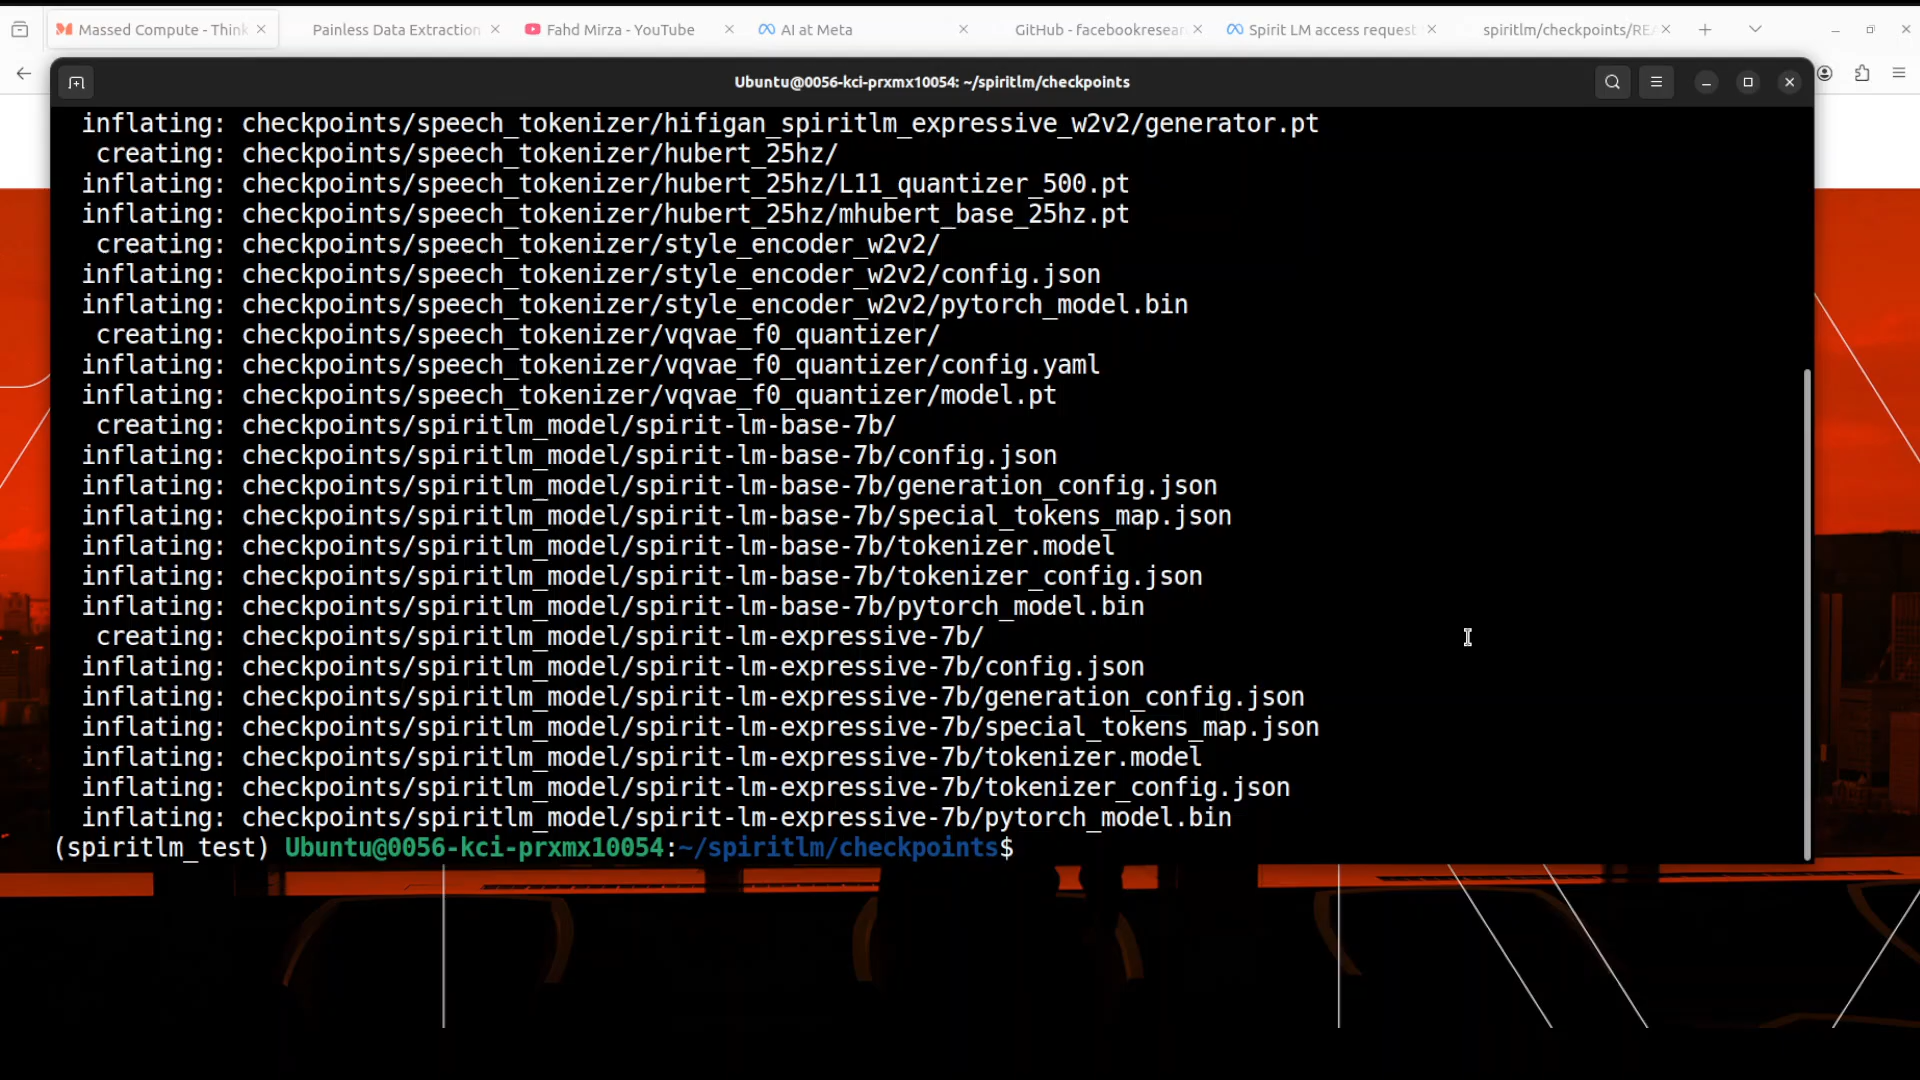 Massed Compute - Think
Painless Data Extraction
Fahd Mirza - YouTube
AI at Meta
GitHub - facebookresear
Spirit LM access request
spiritlm/checkpoints/RE
Ubuntu@0056-kci-prxmx10054: ~/spiritlm/checkpoints
inflating: checkpoints/speech_tokenizer/hifigan_spiritlm_expressive_w2v2/generator.pt
creating: checkpoints/speech_tokenizer/hubert_25hz/
inflating: checkpoints/speech_tokenizer/hubert_25hz/L11_quantizer_500.pt
inflating: checkpoints/speech_tokenizer/hubert_25hz/mhubert_base_25hz.pt
creating: checkpoints/speech_tokenizer/style_encoder_w2v2/
inflating: checkpoints/speech_tokenizer/style_encoder_w2v2/config.json
inflating: checkpoints/speech_tokenizer/style_encoder_w2v2/pytorch_model.bin
creating: checkpoints/speech_tokenizer/vqvae_f0_quantizer/
inflating: checkpoints/speech_tokenizer/vqvae_f0_quantizer/config.yaml
inflating: checkpoints/speech_tokenizer/vqvae_f0_quantizer/model.pt
creating: checkpoints/spiritlm_model/spirit-lm-base-7b/
inflating: checkpoints/spiritlm_model/spirit-lm-base-7b/config.json
inflating: checkpoints/spiritlm_model/spirit-lm-base-7b/generation_config.json
inflating: checkpoints/spiritlm_model/spirit-lm-base-7b/special_tokens_map.json
inflating: checkpoints/spiritlm_model/spirit-lm-base-7b/tokenizer.model
inflating: checkpoints/spiritlm_model/spirit-lm-base-7b/tokenizer_config.json
inflating: checkpoints/spiritlm_model/spirit-lm-base-7b/pytorch_model.bin
creating: checkpoints/spiritlm_model/spirit-lm-expressive-7b/
inflating: checkpoints/spiritlm_model/spirit-lm-expressive-7b/config.json
inflating: checkpoints/spiritlm_model/spirit-lm-expressive-7b/generation_config.json
inflating: checkpoints/spiritlm_model/spirit-lm-expressive-7b/special_tokens_map.json
inflating: checkpoints/spiritlm_model/spirit-lm-expressive-7b/tokenizer.model
inflating: checkpoints/spiritlm_model/spirit-lm-expressive-7b/tokenizer_config.json
inflating: checkpoints/spiritlm_model/spirit-lm-expressive-7b/pytorch_model.bin
(spiritlm_test) Ubuntu@0056-kci-prxmx10054:~/spiritlm/checkpoints$